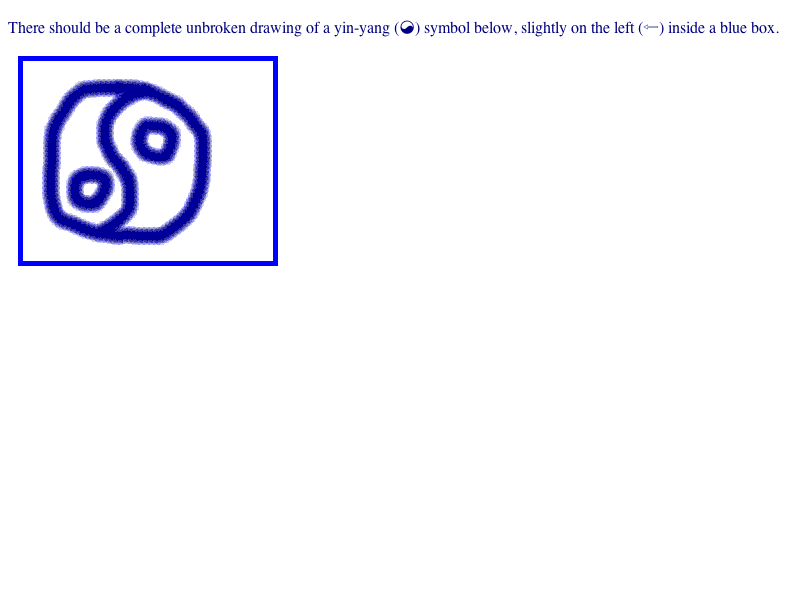 There should be a complete unbroken drawing of a yin-yang (☯) symbol below, slightly on the left (⇽) inside a blue box.